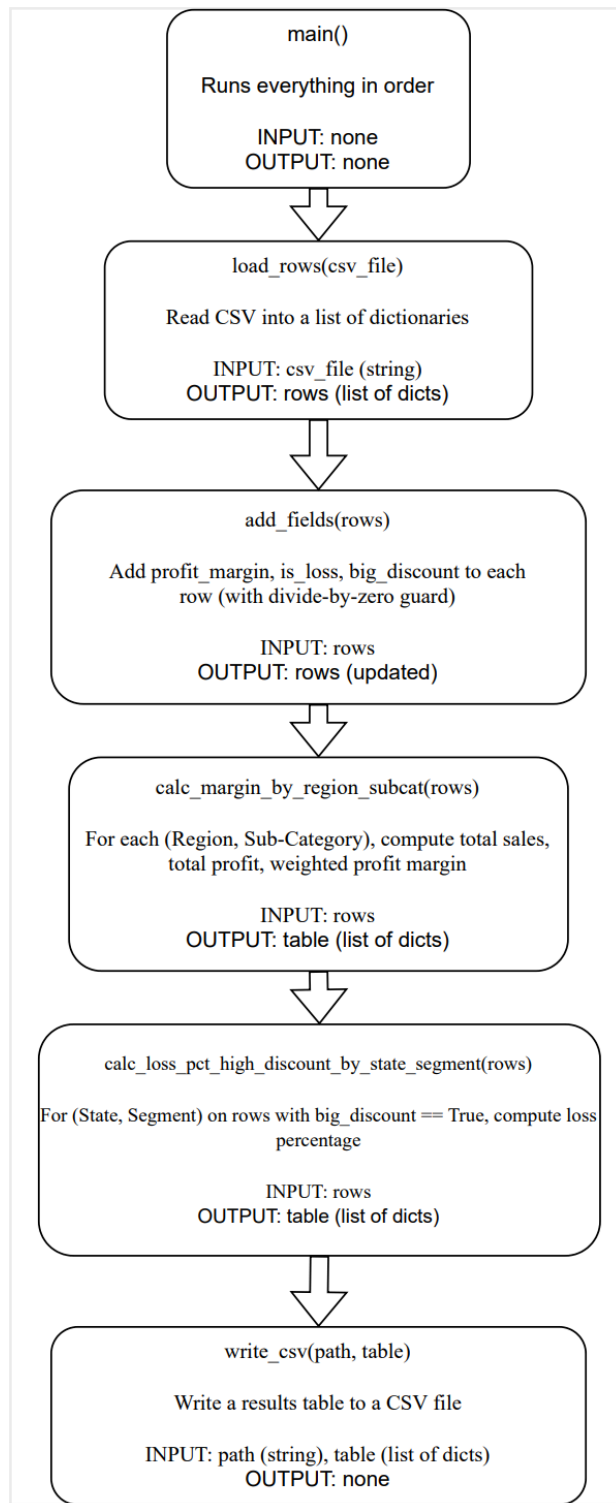 main()
Runs everything in order
INPUT: none
OUTPUT: none
load_rows(csv_file)
Read CSV into a list of dictionaries
INPUT: csv_file (string)
OUTPUT: rows (list of dicts)
add_fields(rows)
Add profit_margin, is_loss, big_discount to each
row (with divide-by-zero guard)
INPUT: rows
OUTPUT: rows (updated)
calc_margin_by_region_subcat(rows)
For each (Region, Sub-Category), compute total sales,
total profit, weighted profit margin
INPUT: rows
OUTPUT: table (list of dicts)
calc_loss_pct_high_discount_by_state_segment(rows)
For (State, Segment) on rows with big_discount == True, compute loss
percentage
INPUT: rows
OUTPUT: table (list of dicts)
write_csv(path, table)
Write a results table to a CSV file
INPUT: path (string), table (list of dicts)
OUTPUT: none